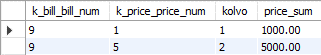 k_bill_bill_num k_price_price_num kolvo price_sum
9 1 1 1000.00
9 5 2 5000.00